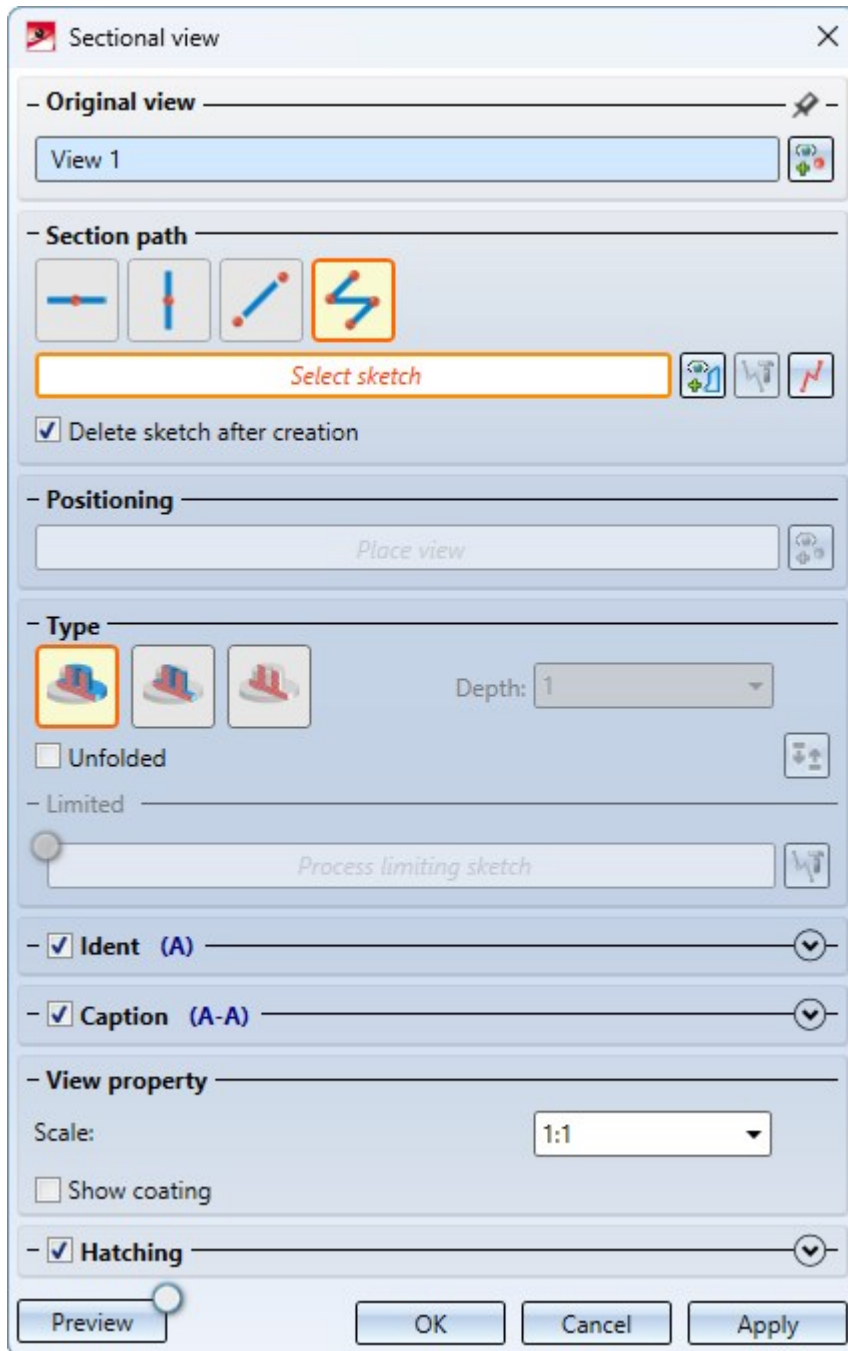 Sectional view
Original view
View 1
Section path
Select sketch
Delete sketch after creation
Positioning
Place view
Type
Depth: 1
Unfolded
Limited
Process limiting sketch
Ident (A)
Caption (A-A)
View property
Scale: 1:1
Show coating
Hatching
Preview OK Cancel Apply